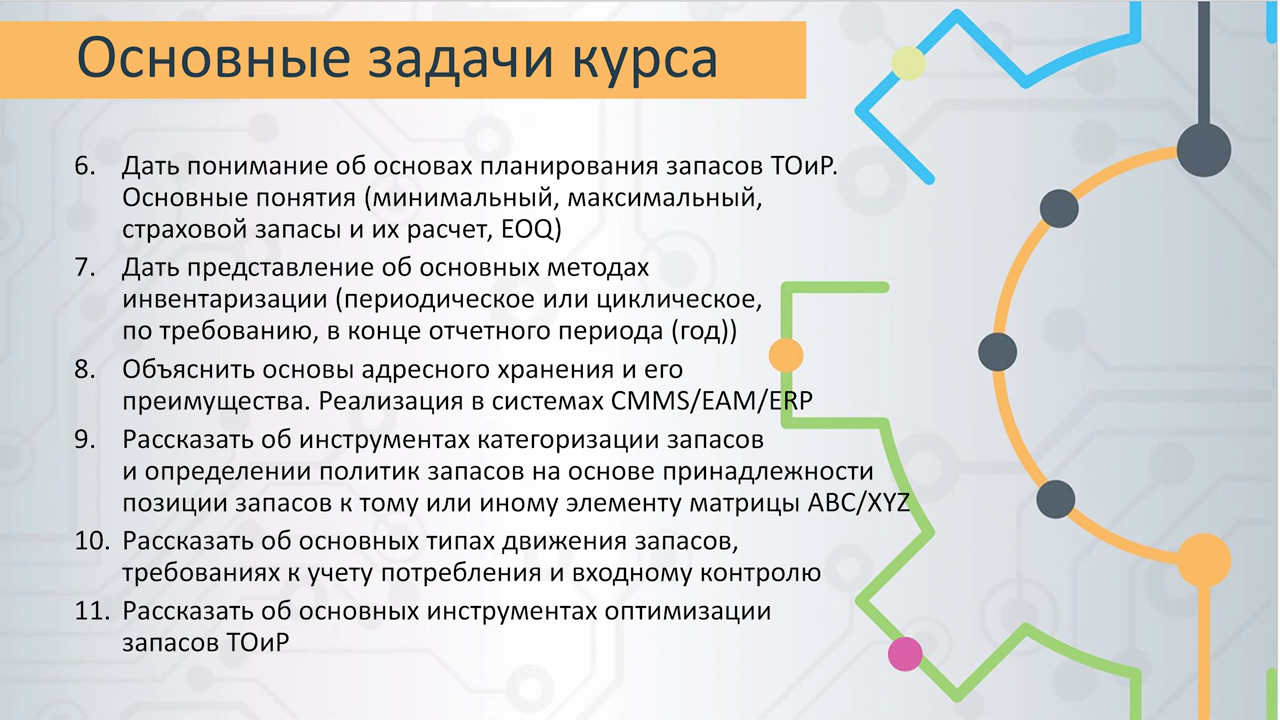 Основные задачи курса
6. Дать понимание об основах планирования запасов ТОиР.
Основные понятия (минимальный, максимальный,
страховой запасы и их расчет, EOQ)
7. Дать представление об основных методах
инвентаризации (периодическое или циклическое,
по требованию, в конце отчетного периода (год))
8. Объяснить основы адресного хранения и его
преимущества. Реализация в системах CMMS/EAM/ERP
9. Рассказать об инструментах категоризации запасов
и определении политик запасов на основе принадлежности
позиции запасов к тому или иному элементу матрицы ABC/XYZ
10. Рассказать об основных типах движения запасов,
требованиях к учету потребления и входному контролю
11. Рассказать об основных инструментах оптимизации
запасов ТОиР